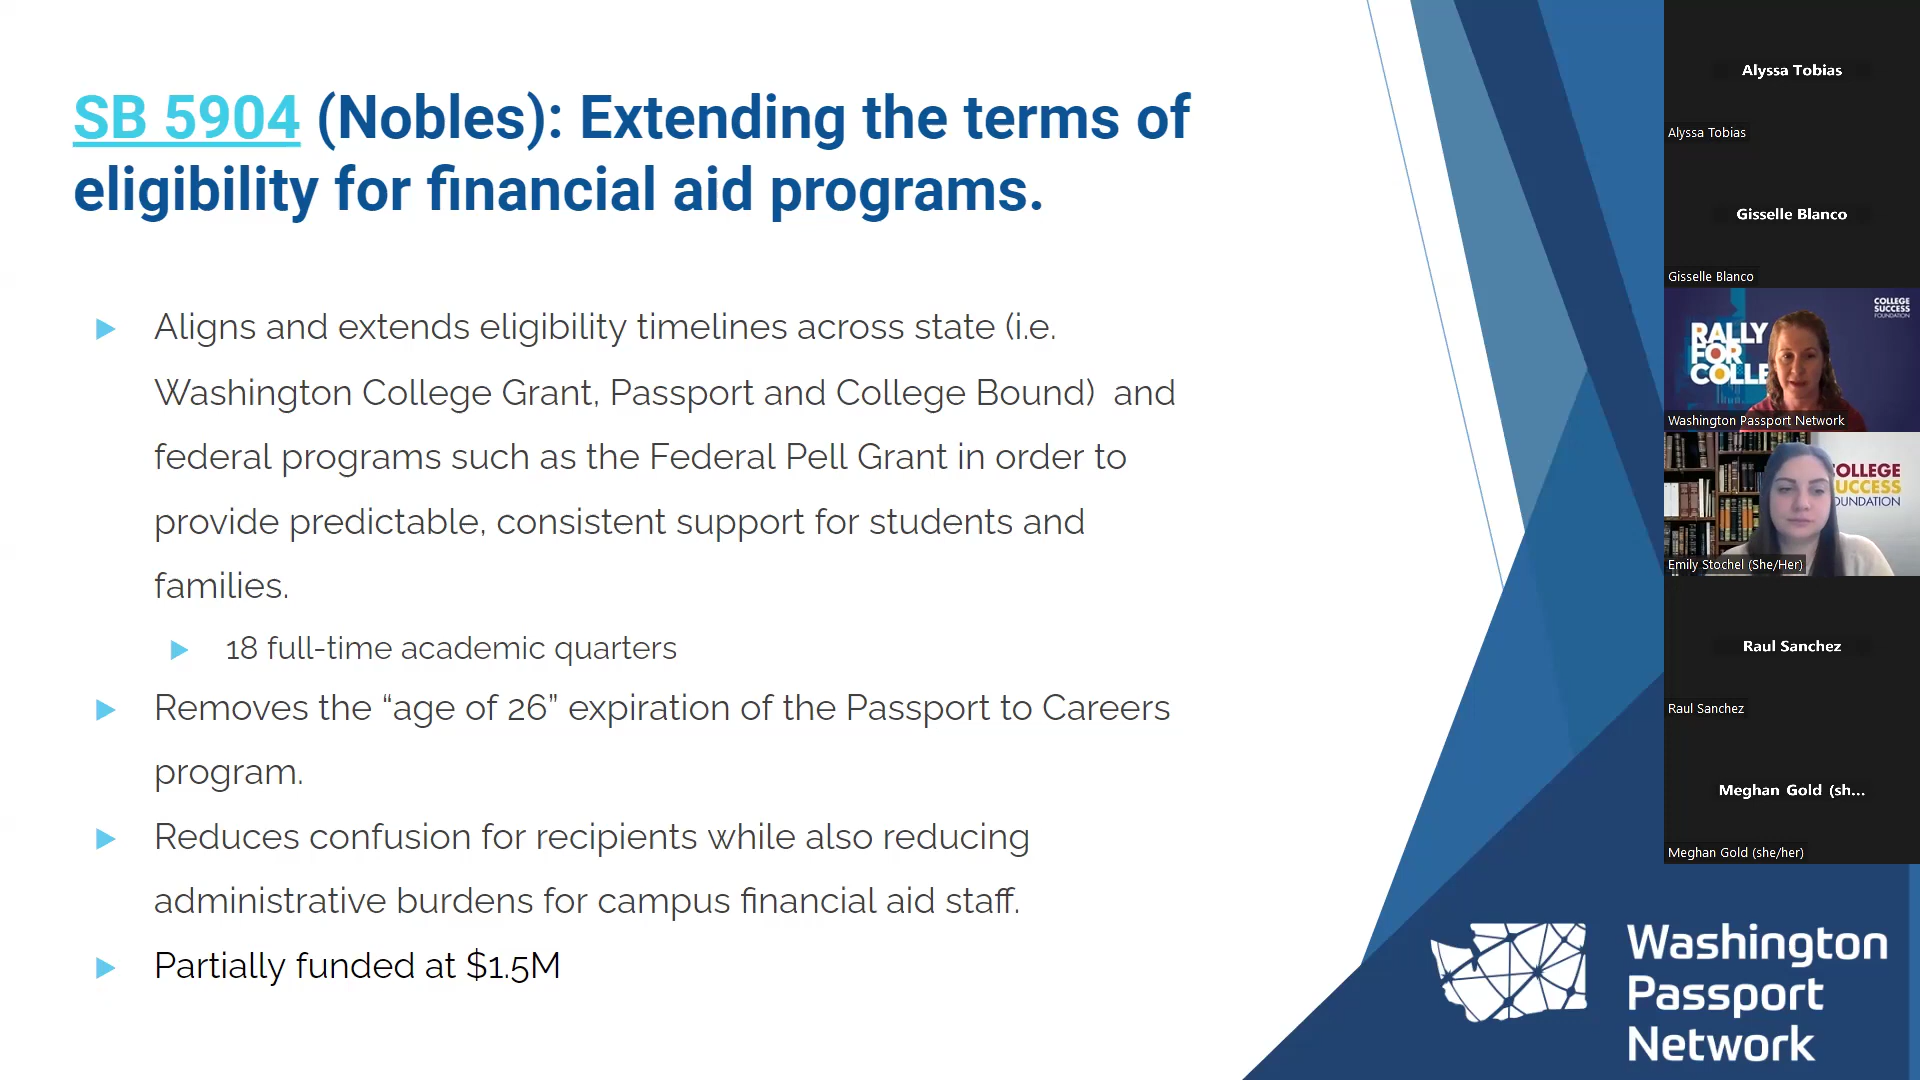 SB 5904 (Nobles): Extending the terms of
eligibility for financial aid programs.
Aligns and extends eligibility timelines across state (i.e.
Washington College Grant, Passport and College Bound)  and
federal programs such as the Federal Pell Grant in order to
provide predictable, consistent support for students and
families.
18 full-time academic quarters
Removes the “age of 26” expiration of the Passport to Careers
program.
Reduces confusion for recipients while also reducing
administrative burdens for campus financial aid staff.
Partially funded at $1.5M
Washington
Passport
Network
Alyssa Tobias
Alyssa Tobias
Gisselle Blanco
Gisselle Blanco
COLLEGE
SUCCESS
FOUNDATION
RALLY
FOR
COLLE
Washington Passport Network
OLLEGE
UCCESS
OUNDATION
Emily Stochel (She/Her)
Raul Sanchez
Raul Sanchez
Meghan Gold (sh...
Meghan Gold (she/her)